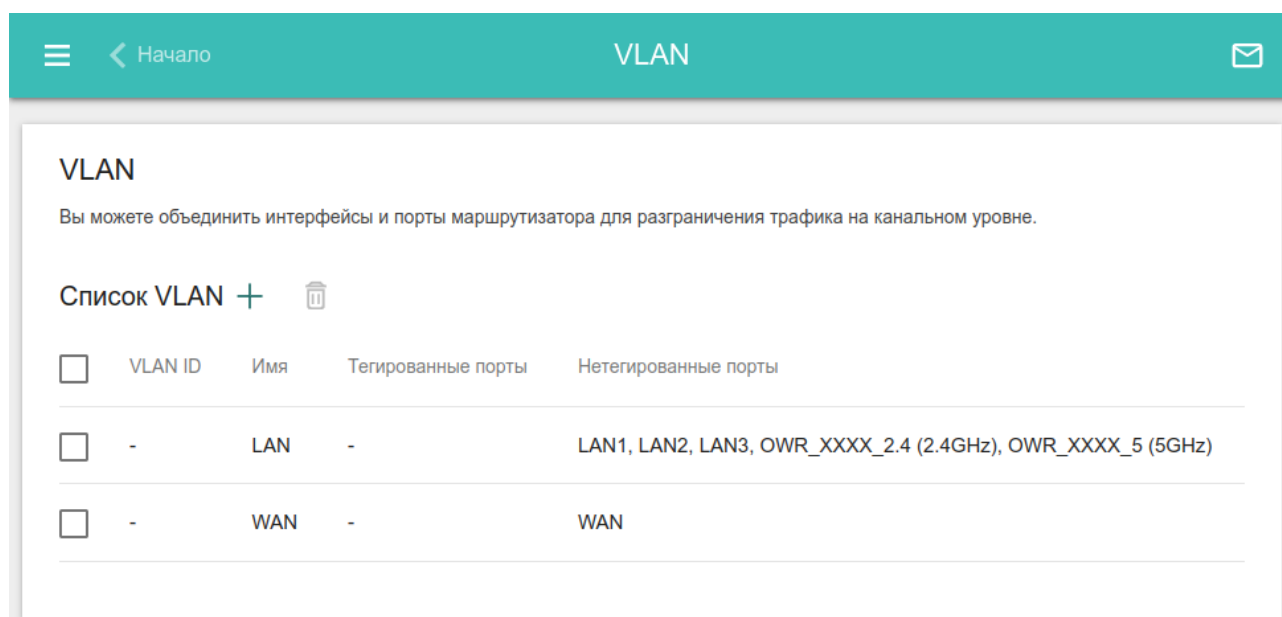 Начало VLAN
VLAN
Вы можете объединить интерфейсы и порты маршрутизатора для разграничения трафика на канальном уровне.
Список VLAN
VLAN ID Имя Тегированные порты Нетегированные порты
- LAN - LAN1, LAN2, LAN3, OWR_XXXX_2.4 (2.4GHz), OWR_XXXX_5 (5GHz)
- WAN - WAN